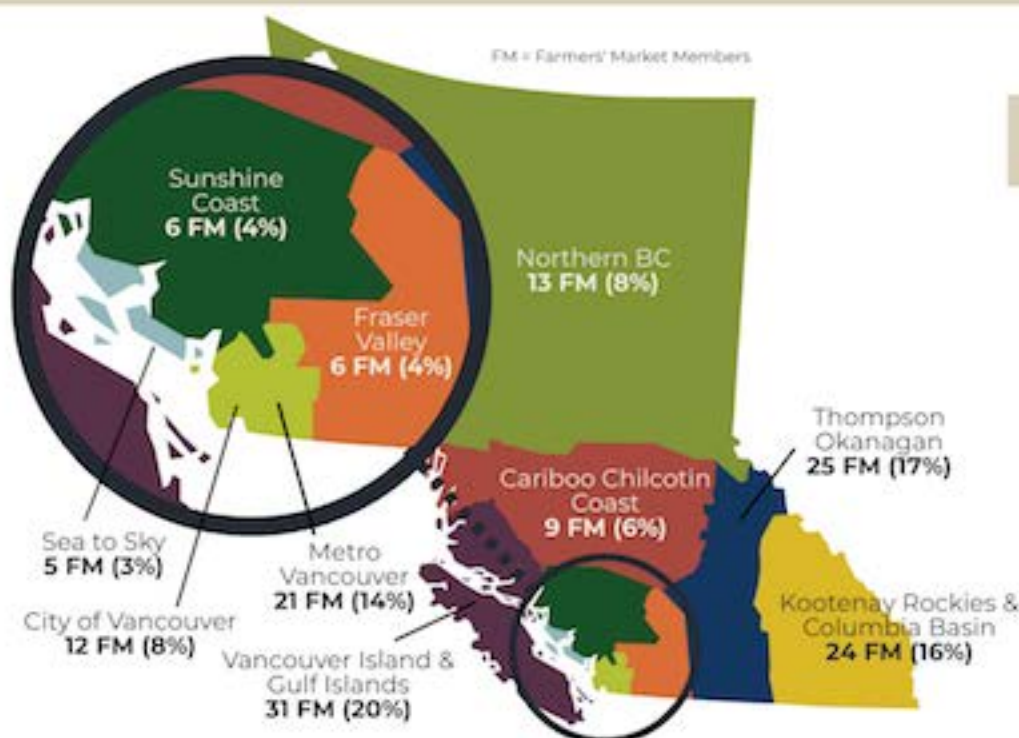 FM = Farmers' Market Members
Sunshine
Coast
6 FM (4%)
Northern BC
13 FM (8%)
Fraser
Valley
6 FM (4%)
Thompson
Okanagan
25 FM (17%)
Cariboo Chilcotin
Coast
9 FM (6%)
Sea to Sky
5 FM (3%)
Metro
Vancouver
21 FM (14%)
City of Vancouver
12 FM (8%)
Kootenay Rockies &
Columbia Basin
24 FM (16%)
Vancouver Island &
Gulf Islands
31 FM (20%)